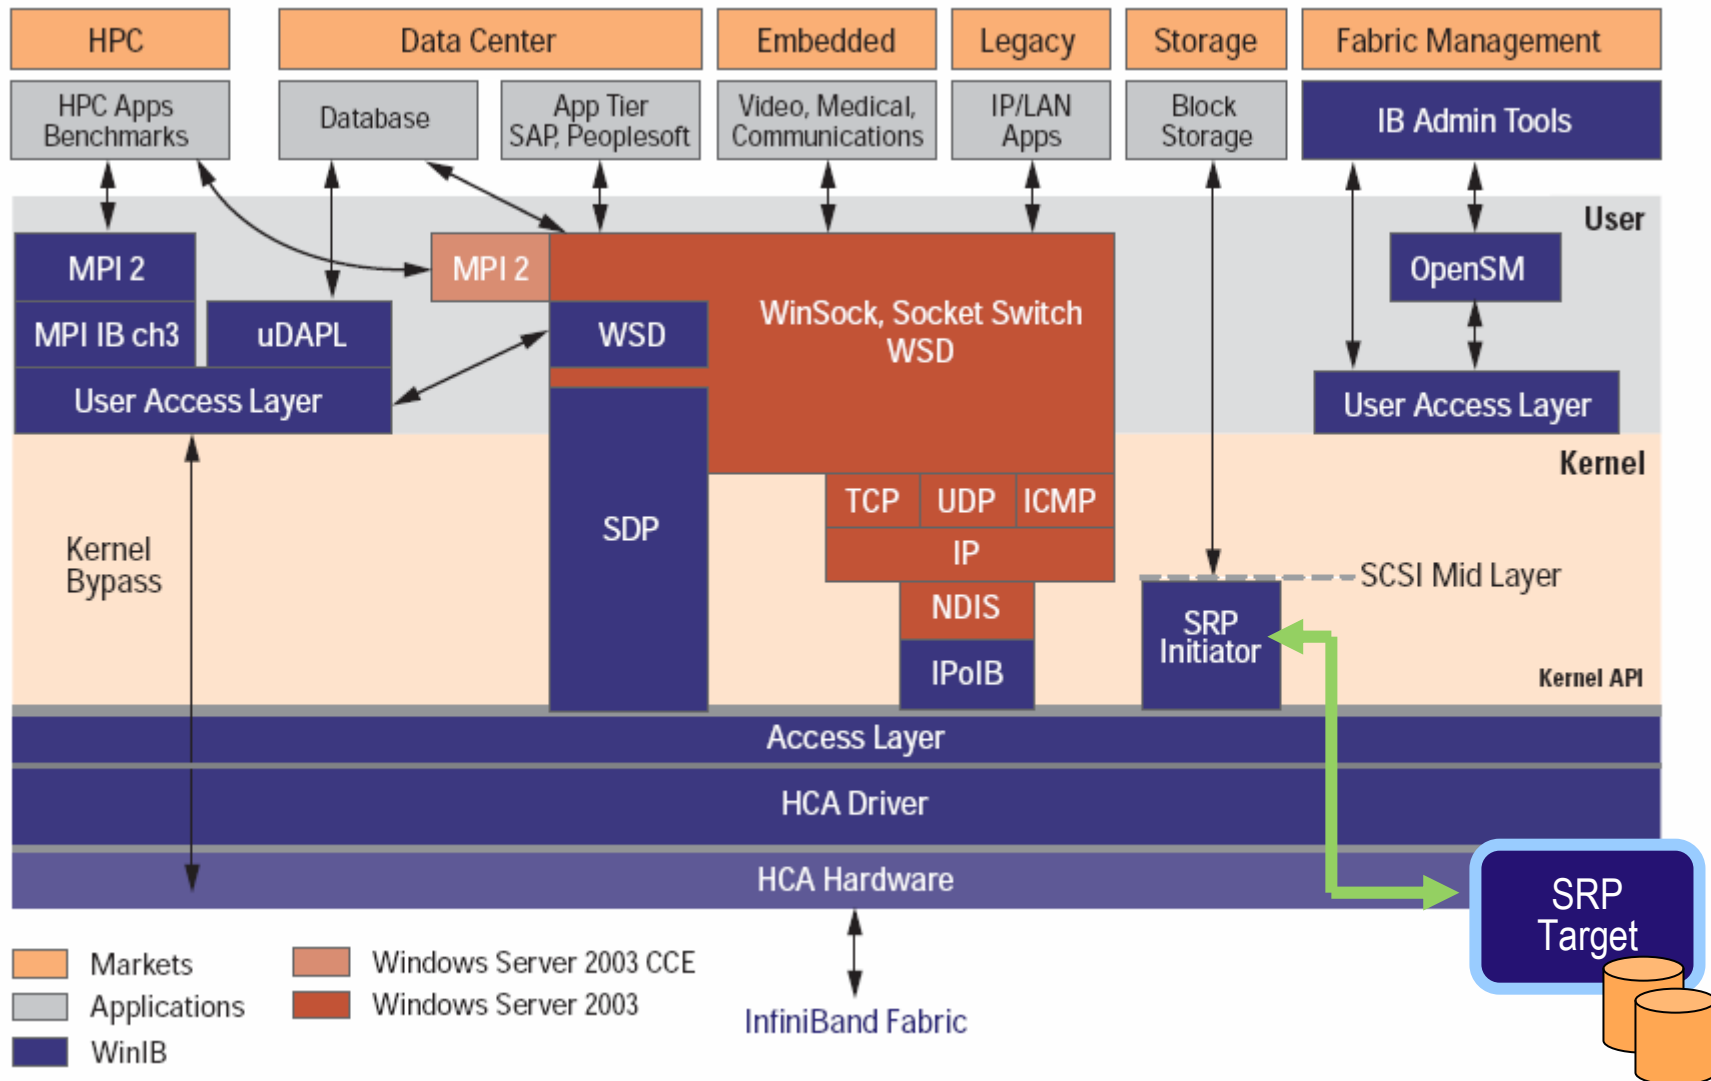 HPC
Data Center
Embedded
Legacy
Storage
Fabric Management
HPC Apps
Benchmarks
Database
App Tier
SAP, Peoplesoft
Video, Medical,
Communications
IP/LAN
Apps
Block
Storage
IB Admin Tools
User
MPI 2
MPI 2
OpenSM
MPI IB ch3
uDAPL
WSD
WinSock, Socket Switch
WSD
User Access Layer
User Access Layer
Kernel
TCP
UDP
ICMP
SDP
IP
Kernel
Bypass
SCSI Mid Layer
NDIS
SRP
Initiator
IPoIB
Kernel API
Access Layer
HCA Driver
HCA Hardware
SRP
Target
Markets
Windows Server 2003 CCE
Applications
Windows Server 2003
InfiniBand Fabric
WinIB